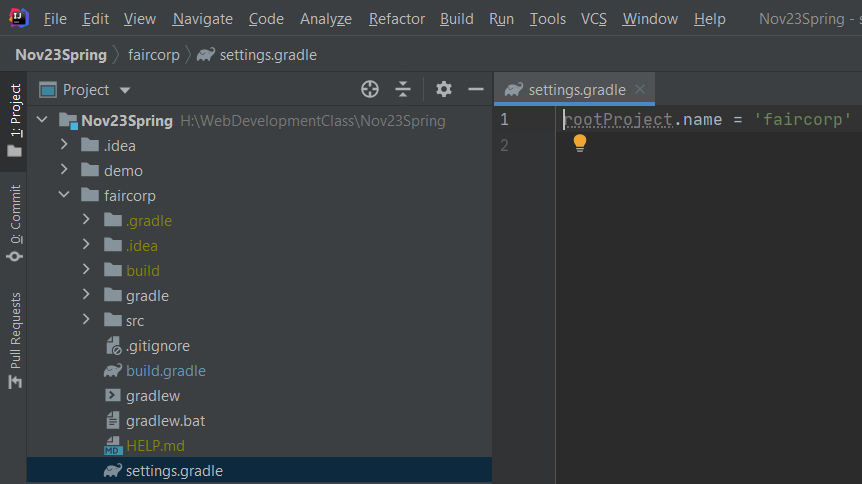 File Edit View Navigate Code Analyze Refactor Build Run Tools VCS Window Help Nov23Spring - s
Nov23Spring faircorp settings.gradle
1: Project
0: Commit
Pull Requests
Project
Nov23Spring H:\WebDevelopmentClass\Nov23Spring
.idea
demo
faircorp
.gradle
.idea
build
gradle
src
.gitignore
build.gradle
gradlew
gradlew.bat
HELP.md
settings.gradle
settings.gradle
1 rootProject.name = 'faircorp'
2